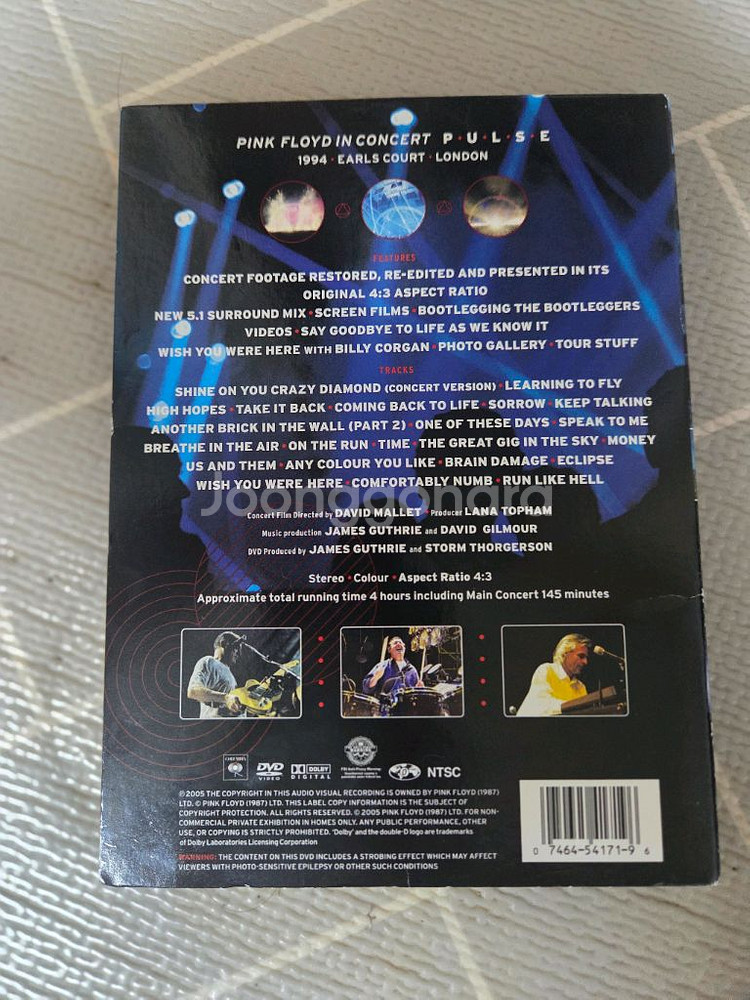 PINK FLOYD IN CONCERT P·U·L·S·E
1994 · EARLS COURT · LONDON
FEATURES
CONCERT FOOTAGE RESTORED, RE-EDITED AND PRESENTED IN ITS
ORIGINAL 4:3 ASPECT RATIO
NEW 5.1 SURROUND MIX • SCREEN FILMS • BOOTLEGGING THE BOOTLEGGERS
VIDEOS • SAY GOODBYE TO LIFE AS WE KNOW IT
WISH YOU WERE HERE WITH BILLY CORGAN • PHOTO GALLERY • TOUR STUFF
TRACKS
SHINE ON YOU CRAZY DIAMOND (CONCERT VERSION) • LEARNING TO FLY
HIGH HOPES • TAKE IT BACK • COMING BACK TO LIFE • SORROW • KEEP TALKING
ANOTHER BRICK IN THE WALL (PART 2) • ONE OF THESE DAYS • SPEAK TO ME
BREATHE IN THE AIR • ON THE RUN • TIME • THE GREAT GIG IN THE SKY • MONEY
US AND THEM • ANY COLOUR YOU LIKE • BRAIN DAMAGE • ECLIPSE
WISH YOU WERE HERE • COMFORTABLY NUMB • RUN LIKE HELL
Joonggonara
Concert Film Directed by DAVID MALLET • Producer LANA TOPHAM
Music production JAMES GUTHRIE and DAVID GILMOUR
DVD Produced by JAMES GUTHRIE and STORM THORGERSON
Stereo • Colour • Aspect Ratio 4:3
Approximate total running time 4 hours including Main Concert 145 minutes
DVD VIDEO
DOLBY DIGITAL
NTSC
© 2005 THE COPYRIGHT IN THIS AUDIO VISUAL RECORDING IS OWNED BY PINK FLOYD (1987)
LTD. © PINK FLOYD (1987) LTD. THIS LABEL COPY INFORMATION IS THE SUBJECT OF
COPYRIGHT PROTECTION. ALL RIGHTS RESERVED. © 2005 PINK FLOYD (1987) LTD. FOR NON-
COMMERCIAL PRIVATE EXHIBITION IN HOMES ONLY. ANY PUBLIC PERFORMANCE, OTHER
USE, OR COPYING IS STRICTLY PROHIBITED. 'Dolby' and the double-D logo are trademarks
of Dolby Laboratories Licensing Corporation
WARNING: THE CONTENT ON THIS DVD INCLUDES A STROBING EFFECT WHICH MAY AFFECT
VIEWERS WITH PHOTO-SENSITIVE EPILEPSY OR OTHER SUCH CONDITIONS
0 7464-54171-9 6